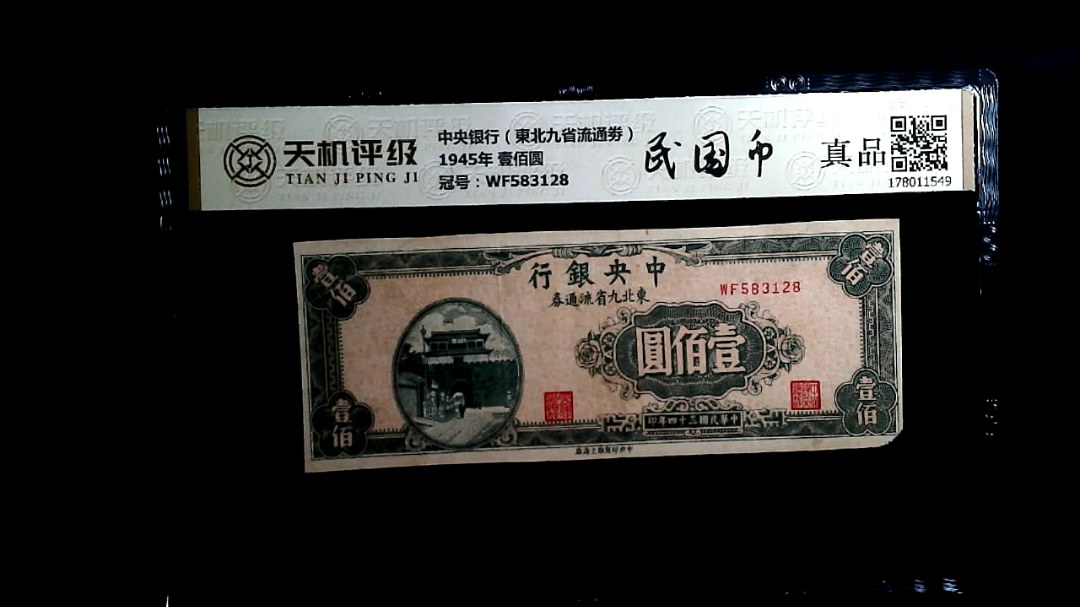 天机评级
TIAN JI PING JI
中央银行（東北九省流通券）
1945年 壹佰圆
冠号：WF583128
民国币
真品
178011549
行銀央中
券通流省九北東
WF583128
圓佰壹
印年四十三國民華中
壹佰
壹佰
壹佰
壹佰